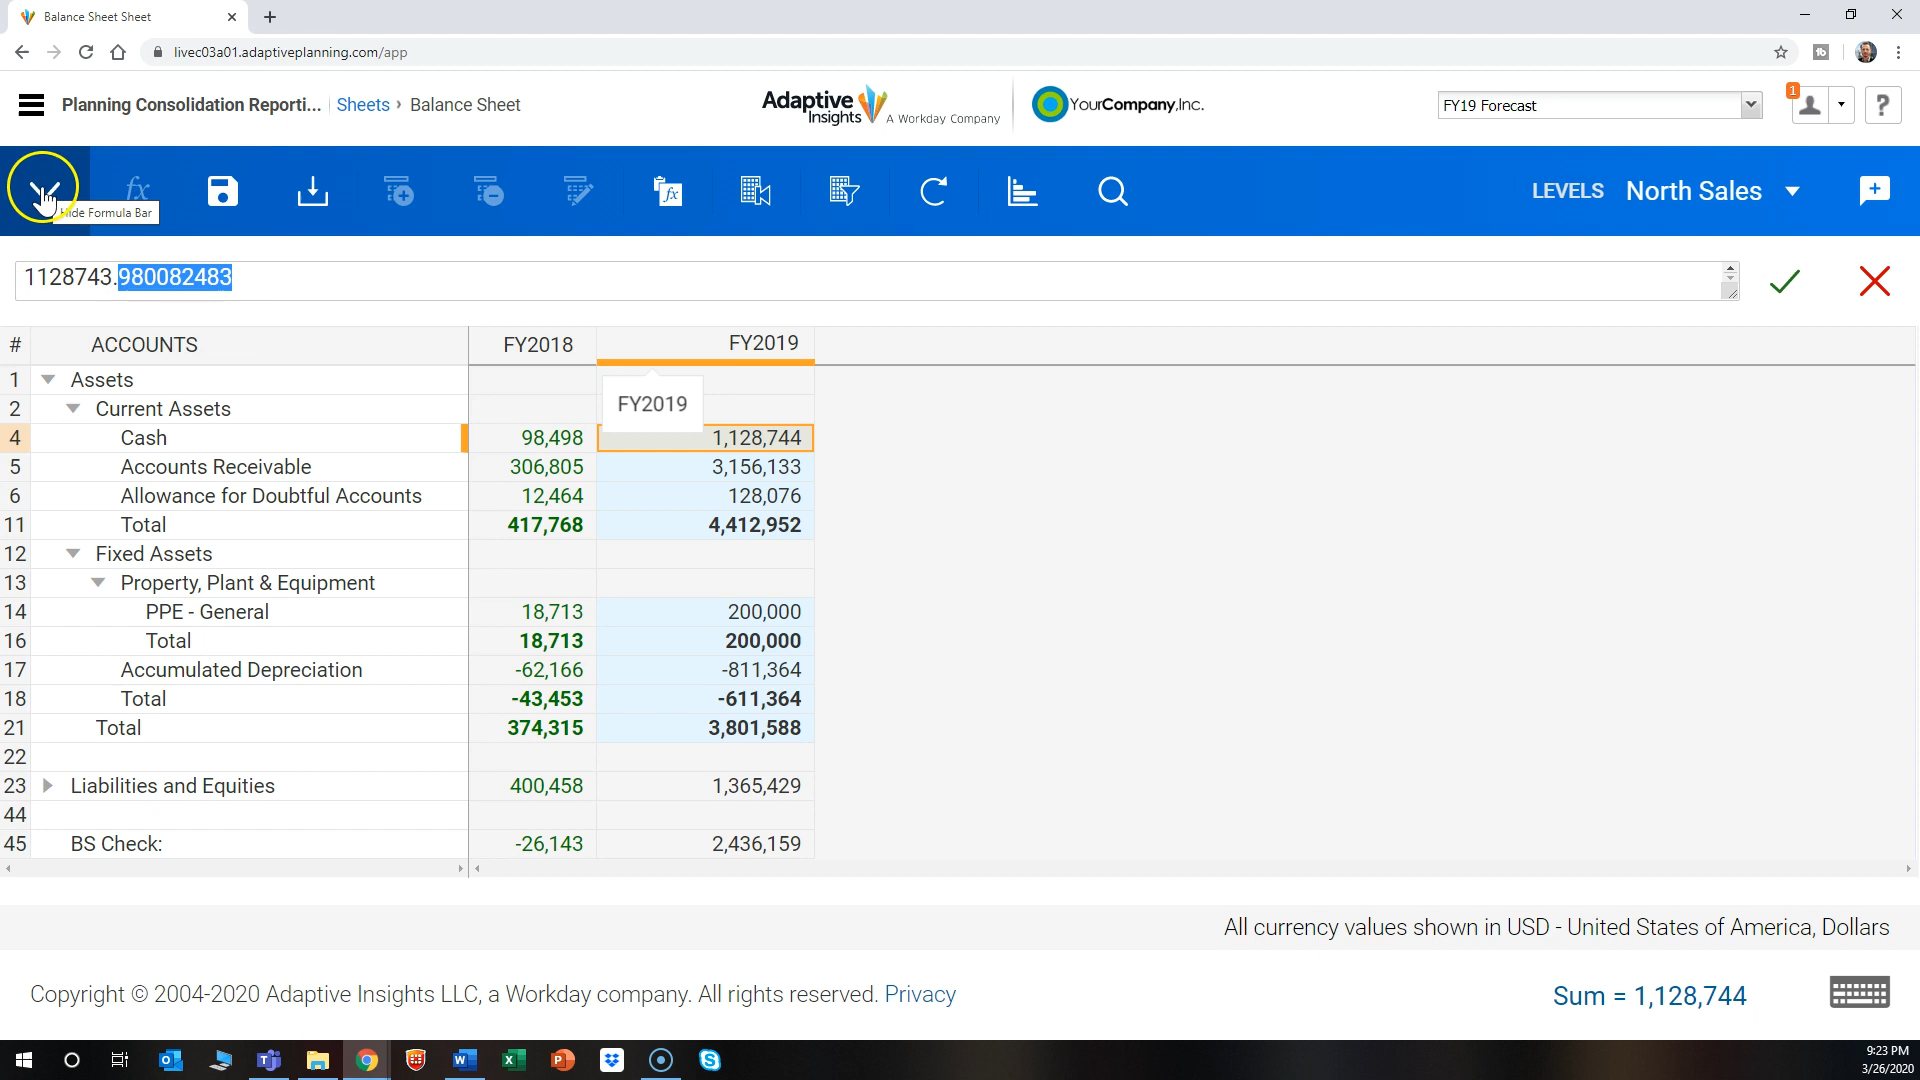 Balance Sheet Sheet
livec03a01.adaptiveplanning.com/app
Planning Consolidation Reporti... Sheets › Balance Sheet
Adaptive Insights A Workday Company
YourCompany, Inc.
FY19 Forecast
1
?
fx
fx
LEVELS North Sales
Hide Formula Bar
1128743.980082483
# ACCOUNTS FY2018 FY2019
1 Assets
FY2019
2 Current Assets
4 Cash 98,498 1,128,744
5 Accounts Receivable 306,805 3,156,133
6 Allowance for Doubtful Accounts 12,464 128,076
11 Total 417,768 4,412,952
12 Fixed Assets
13 Property, Plant & Equipment
14 PPE - General 18,713 200,000
16 Total 18,713 200,000
17 Accumulated Depreciation -62,166 -811,364
18 Total -43,453 -611,364
21 Total 374,315 3,801,588
22
23 Liabilities and Equities 400,458 1,365,429
44
45 BS Check: -26,143 2,436,159
All currency values shown in USD - United States of America, Dollars
Copyright © 2004-2020 Adaptive Insights LLC, a Workday company. All rights reserved. Privacy
Sum = 1,128,744
9:23 PM
3/26/2020